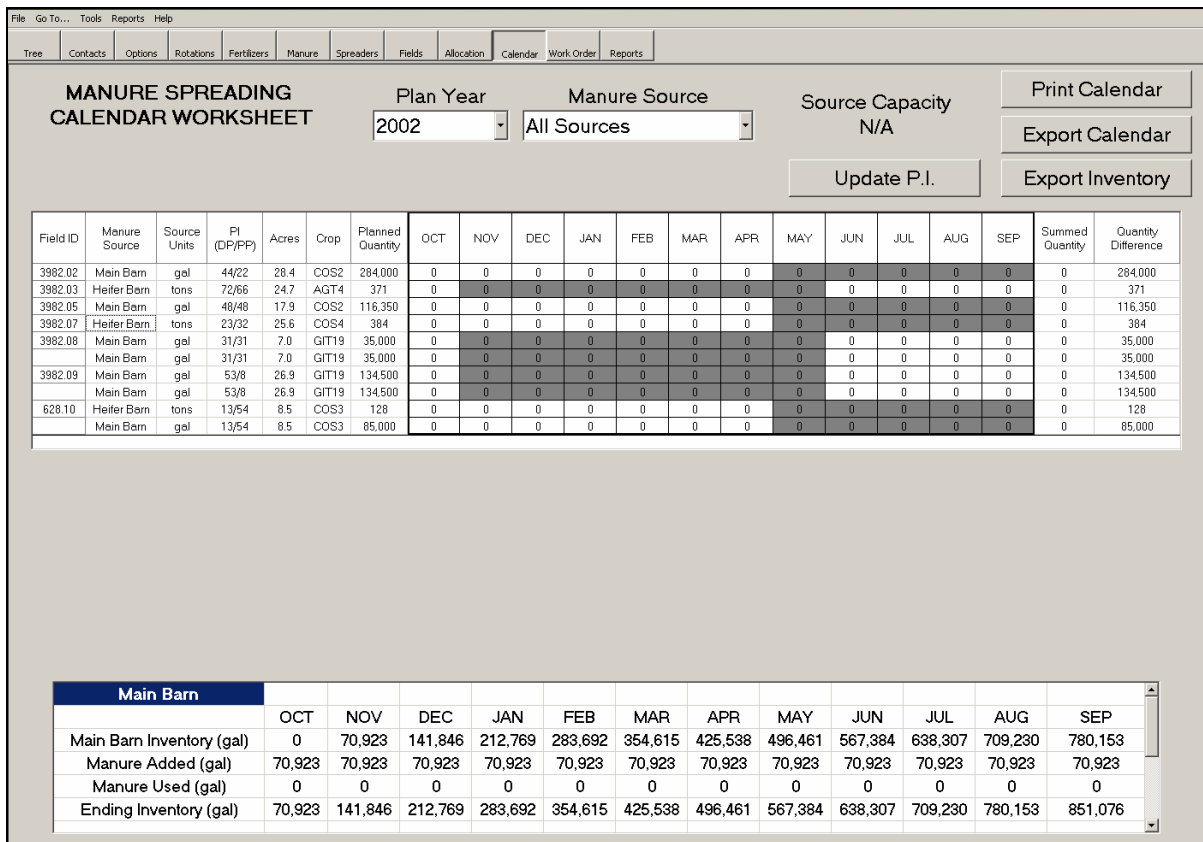 File Go To... Tools Reports Help
Tree Contacts Options Rotations Fertilizers Manure Spreaders Fields Allocation Calendar Work Order Reports
MANURE SPREADING
CALENDAR WORKSHEET
Plan Year
2002
Manure Source
All Sources
Source Capacity
N/A
Print Calendar
Export Calendar
Update P.I.
Export Inventory
Field ID Manure Source Source Units PI (DP/PP) Acres Crop Planned Quantity OCT NOV DEC JAN FEB MAR APR MAY JUN JUL AUG SEP Summed Quantity Quantity Difference
3982.02 Main Barn gal 44/22 28.4 COS2 284,000 0 0 0 0 0 0 0 0 0 0 0 0 0 284,000
3982.03 Heifer Barn tons 72/66 24.7 AGT4 371 0 0 0 0 0 0 0 0 0 0 0 0 0 371
3982.05 Main Barn gal 48/48 17.9 COS2 116,350 0 0 0 0 0 0 0 0 0 0 0 0 0 116,350
3982.07 Heifer Barn tons 23/32 25.6 COS4 384 0 0 0 0 0 0 0 0 0 0 0 0 0 384
3982.08 Main Barn gal 31/31 7.0 GIT19 35,000 0 0 0 0 0 0 0 0 0 0 0 0 0 35,000
Main Barn gal 31/31 7.0 GIT19 35,000 0 0 0 0 0 0 0 0 0 0 0 0 0 35,000
3982.09 Main Barn gal 53/8 26.9 GIT19 134,500 0 0 0 0 0 0 0 0 0 0 0 0 0 134,500
Main Barn gal 53/8 26.9 GIT19 134,500 0 0 0 0 0 0 0 0 0 0 0 0 0 134,500
628.10 Heifer Barn tons 13/54 8.5 COS3 128 0 0 0 0 0 0 0 0 0 0 0 0 0 128
Main Barn gal 13/54 8.5 COS3 85,000 0 0 0 0 0 0 0 0 0 0 0 0 0 85,000
Main Barn
OCT NOV DEC JAN FEB MAR APR MAY JUN JUL AUG SEP
Main Barn Inventory (gal) 0 70,923 141,846 212,769 283,692 354,615 425,538 496,461 567,384 638,307 709,230 780,153
Manure Added (gal) 70,923 70,923 70,923 70,923 70,923 70,923 70,923 70,923 70,923 70,923 70,923 70,923
Manure Used (gal) 0 0 0 0 0 0 0 0 0 0 0 0
Ending Inventory (gal) 70,923 141,846 212,769 283,692 354,615 425,538 496,461 567,384 638,307 709,230 780,153 851,076